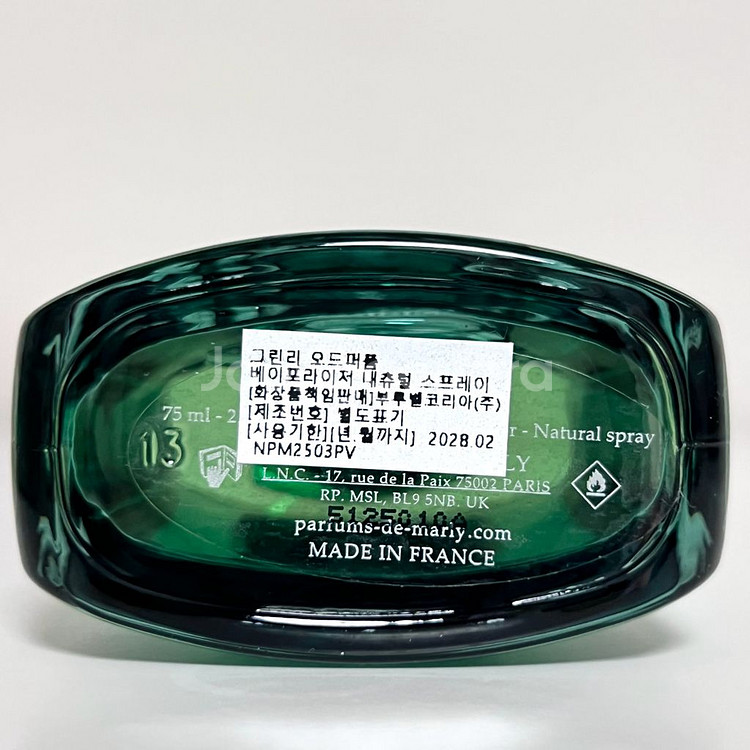 그린리 오드퍼퓸
베이포라이저 내츄럴 스프레이
[화장품책임판매]부루벨코리아(주)
[제조번호] 별도표기
[사용기한][년.월까지] 2028.02
NPM2503PV
75 ml - 2
- Natural spray
13
L.N.C. - 17, rue de la Paix 75002 PARIS
RP. MSL, BL9 5NB. UK
parfums-de-marly.com
MADE IN FRANCE